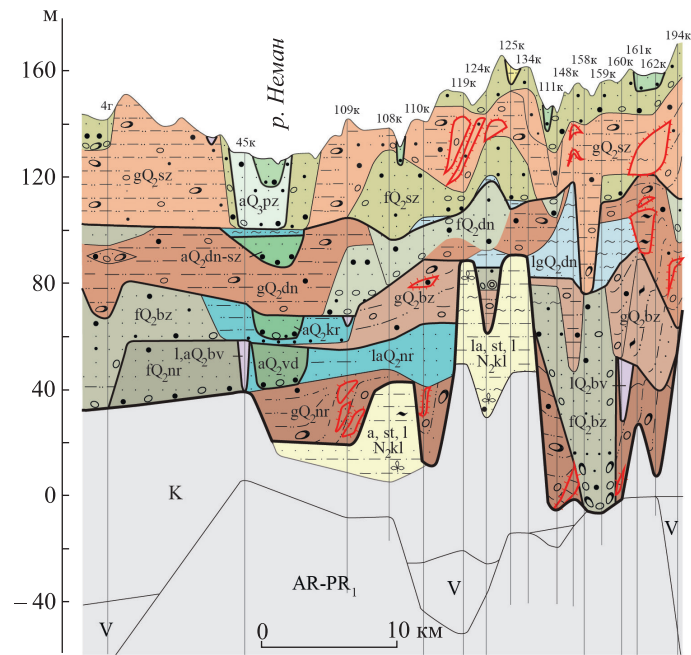 м
160
120
80
40
0
– 40
р. Неман
4г
45к
109к
108к
110к
119к
124к
125к
134к
111к
148к
158к
159к
160к
161к
162к
194к
gQ₂sz
aQ₃pz
fQ₂sz
gQ₂sz
aQ₂dn-sz
fQ₂dn
gQ₂dn
lgQ₂dn
fQ₂bz
aQ₂kr
gQ₂bz
gQ₂bz
l,aQ₂bv
fQ₂nr
aQ₂vd
laQ₂nr
la, st, l
N₂kl
lQ₂bv
fQ₂bz
gQ₂nr
a, st, l
N₂kl
K
AR-PR₁
V
V
V
0 10 км